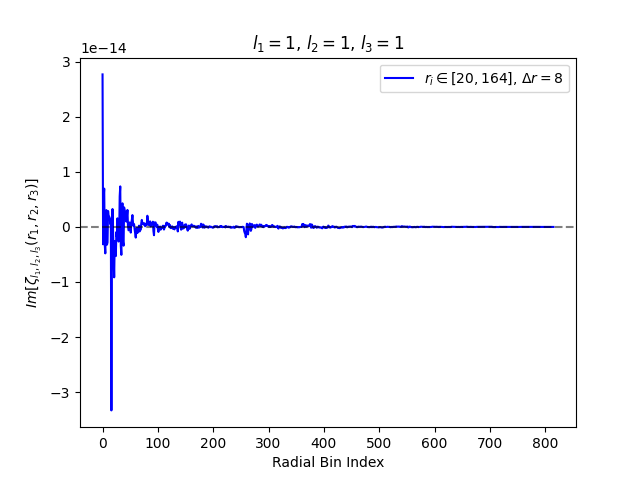 l₁ = 1, l₂ = 1, l₃ = 1
1e−14
rᵢ ∈ [20, 164], Δr = 8
3
2
1
0
−1
−2
−3
Im[ζ_{l₁, l₂, l₃}(r₁, r₂, r₃)]
0 100 200 300 400 500 600 700 800
Radial Bin Index